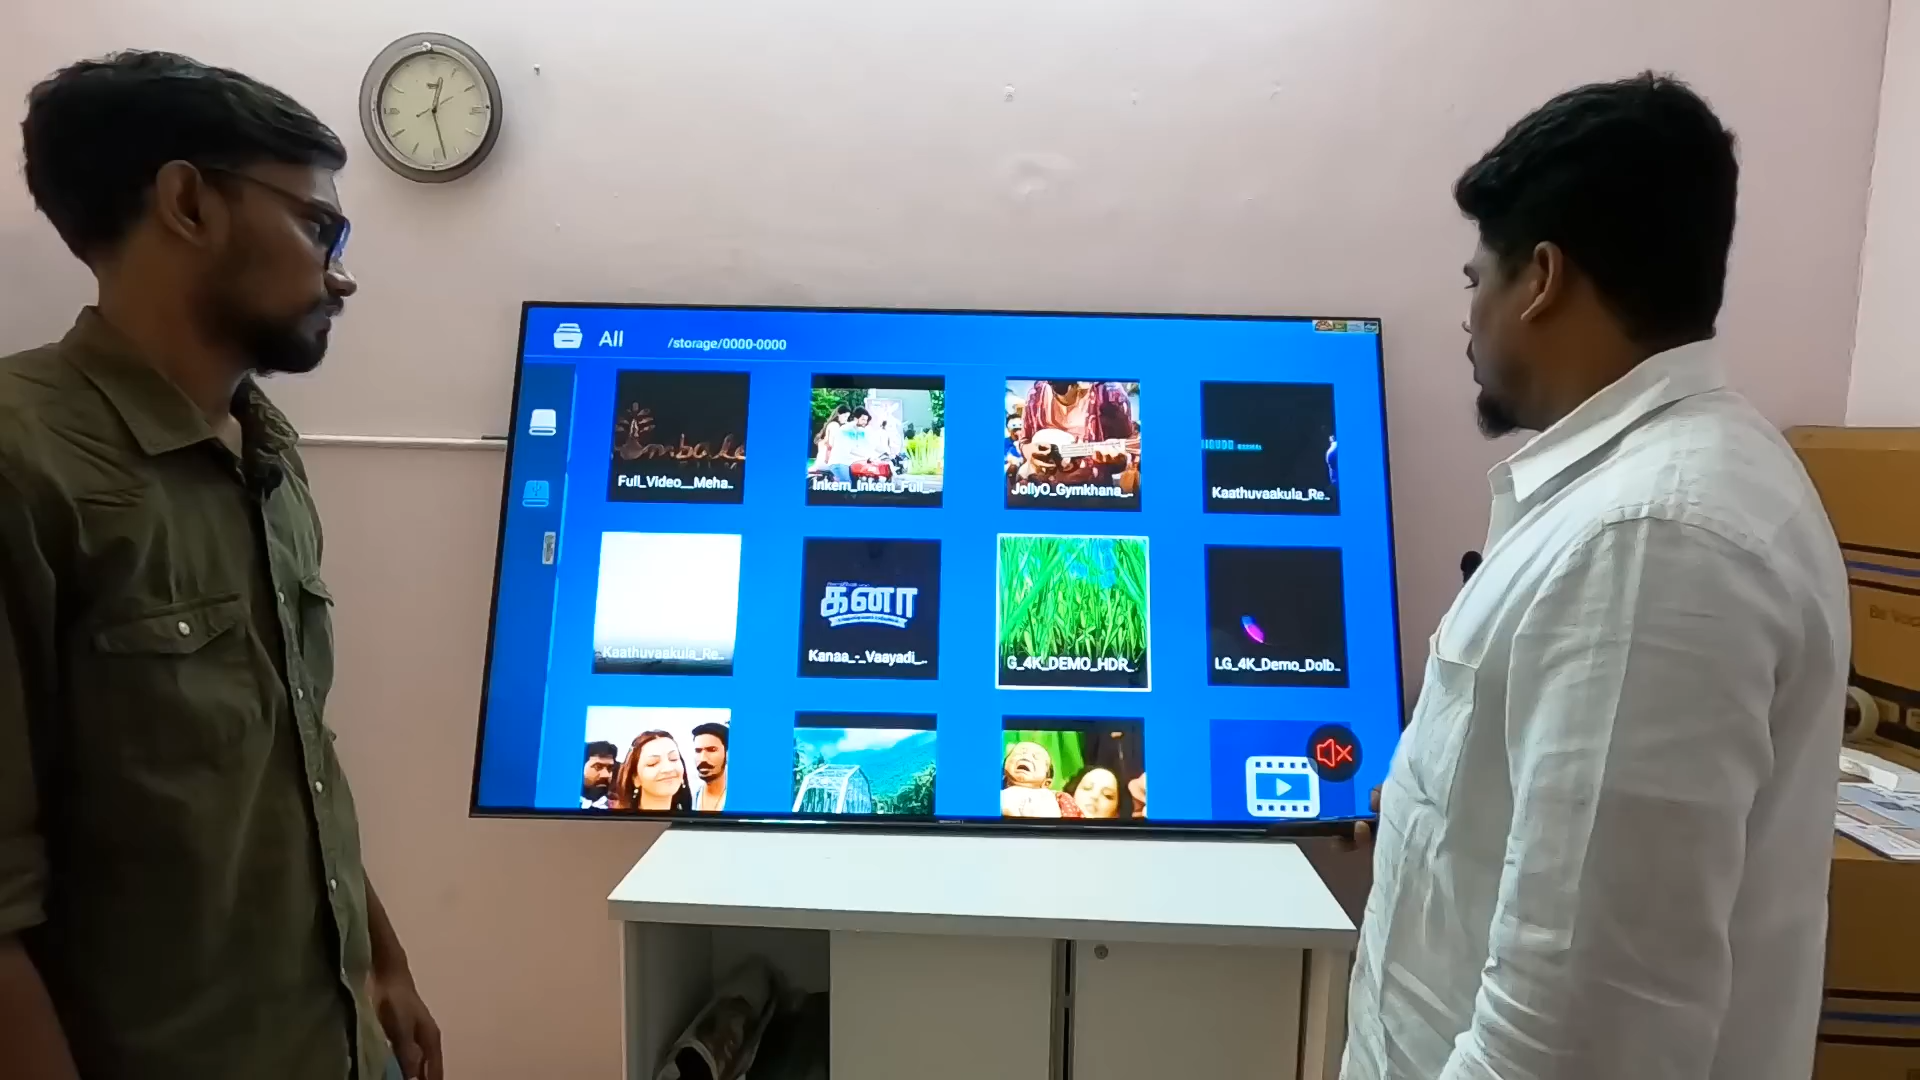 All
/storage/0000-0000
Full_Video__Meha..
Inkem_Inkem_Full_..
JollyO_Gymkhana_..
Kaathuvaakula_Re..
Kaathuvaakula_Re..
கனா
Kanaa_-_Vaayadi_..
G_4K_DEMO_HDR_.
LG_4K_Demo_Dolb..